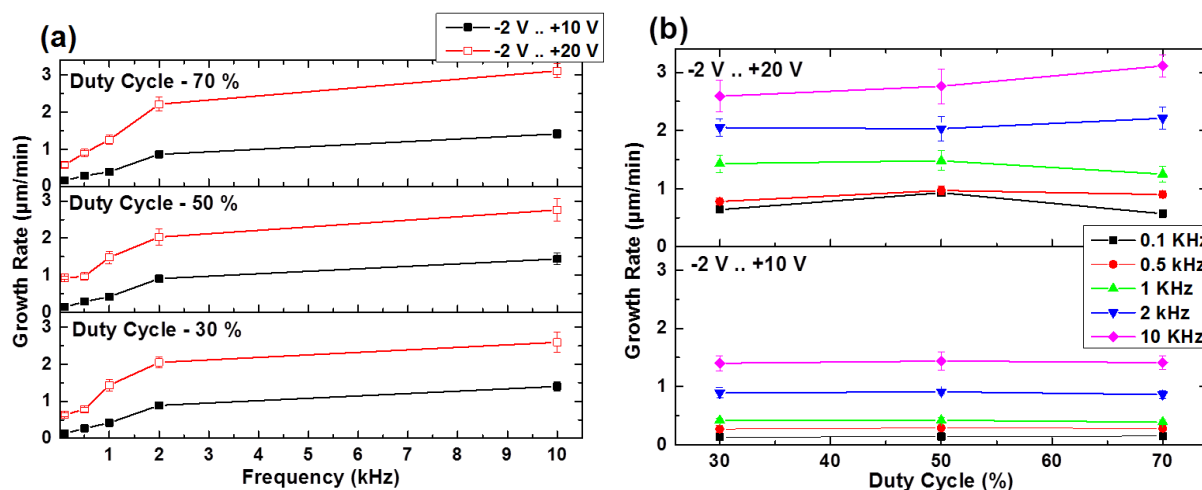 (a)
-2 V .. +10 V
-2 V .. +20 V
Duty Cycle - 70 %
3
2
1
0
Duty Cycle - 50 %
3
2
1
0
Duty Cycle - 30 %
3
2
1
0
Growth Rate (µm/min)
0 1 2 3 4 5 6 7 8 9 10
Frequency (kHz)
(b)
-2 V .. +20 V
3
2
1
0
-2 V .. +10 V
3
2
1
0
Growth Rate (µm/min)
0.1 KHz
0.5 kHz
1 KHz
2 kHz
10 KHz
30 40 50 60 70
Duty Cycle (%)